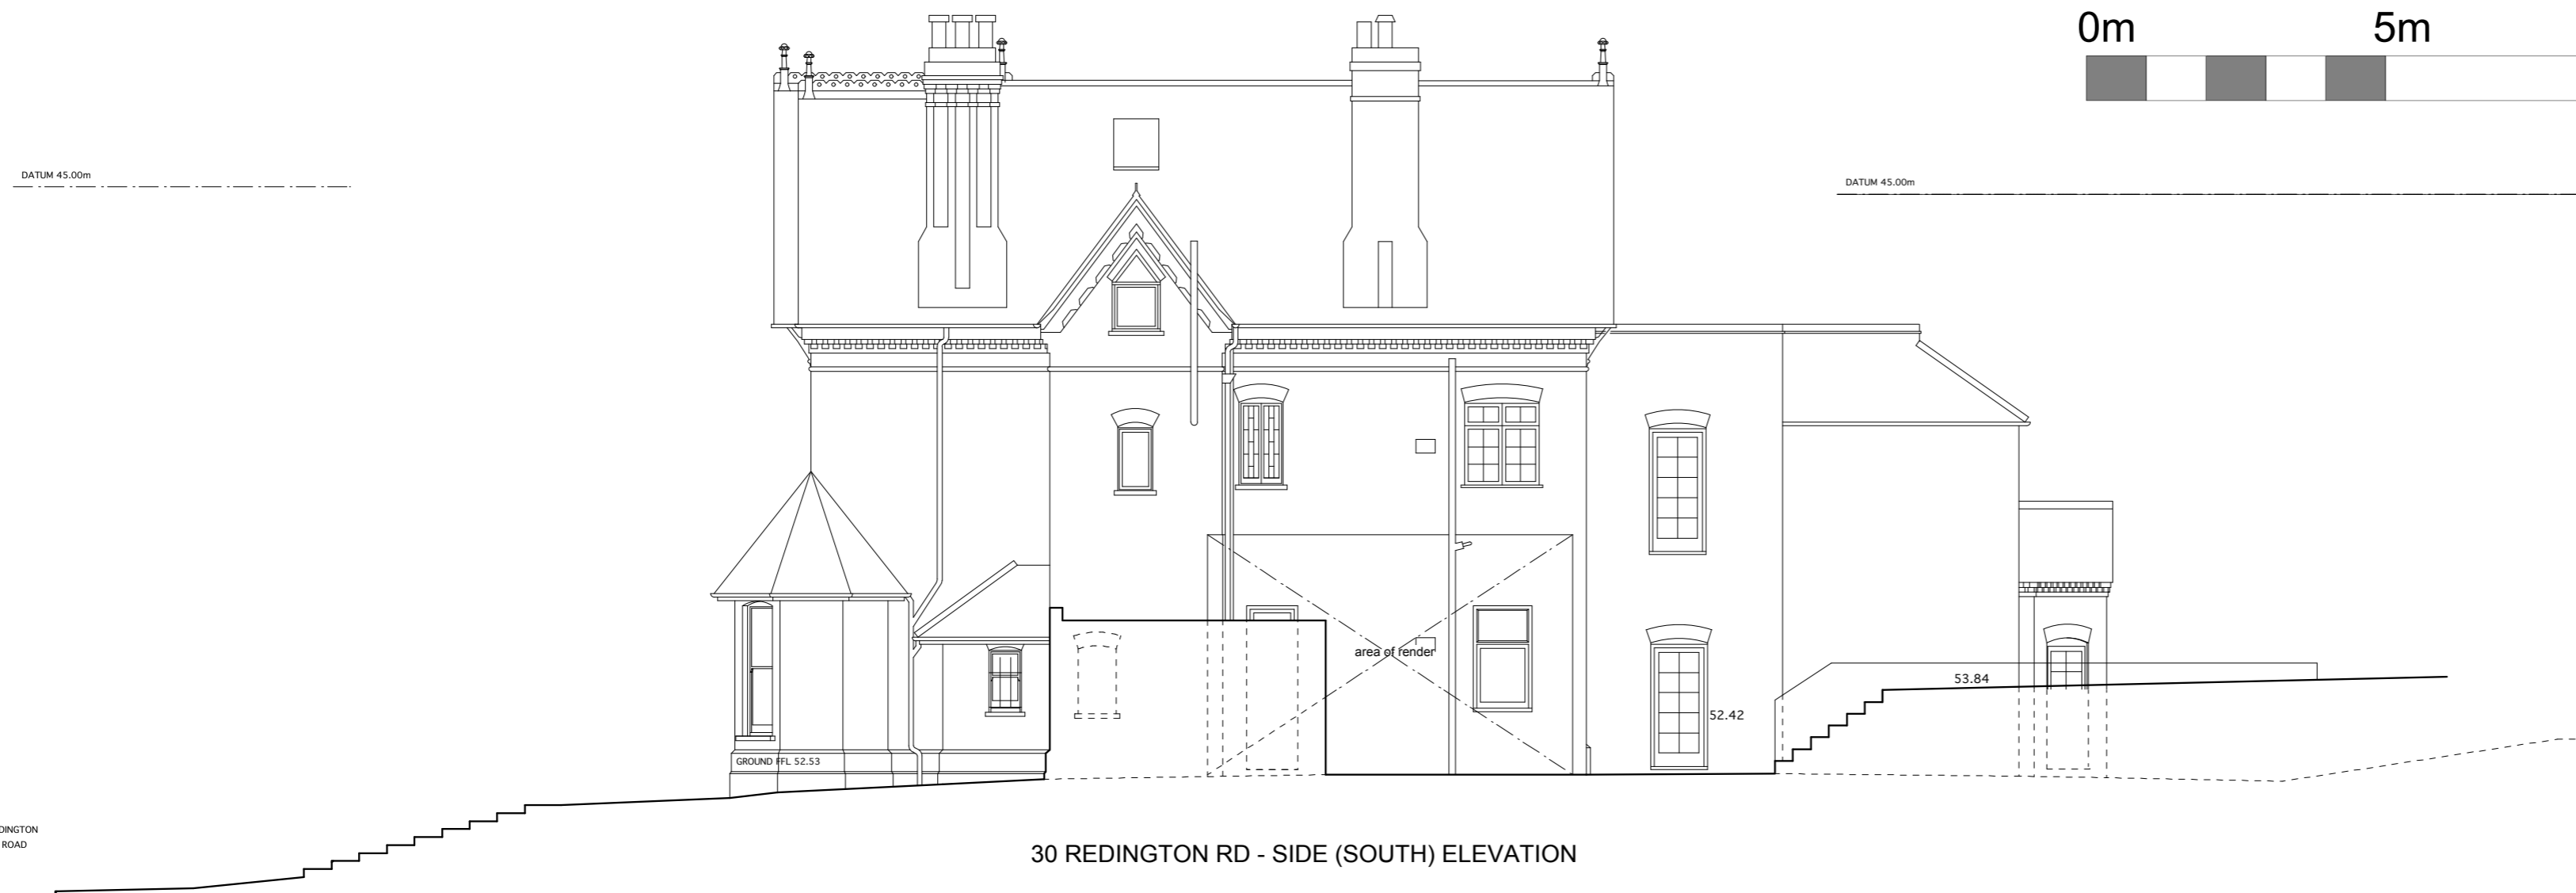 0m 5m
DATUM 45.00m
DATUM 45.00m
area of render
53.84
52.42
GROUND FFL 52.53
DINGTON
ROAD
30 REDINGTON RD - SIDE (SOUTH) ELEVATION